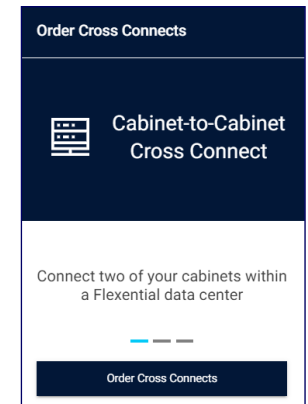 Order Cross Connects
Cabinet-to-Cabinet
Cross Connect
Connect two of your cabinets within
a Flexential data center
Order Cross Connects